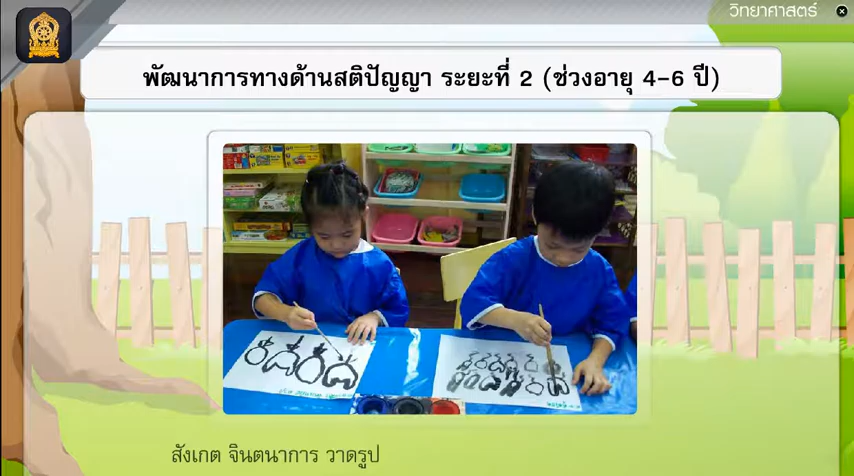 วิทยาศาสตร์
พัฒนาการทางด้านสติปัญญา ระยะที่ 2 (ช่วงอายุ 4-6 ปี)
สังเกต จินตนาการ วาดรูป